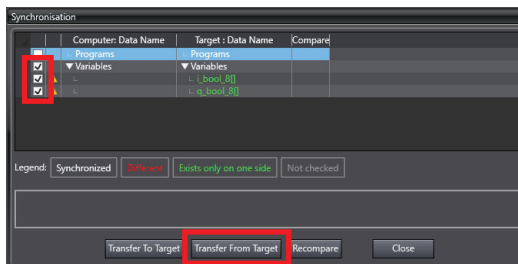 Synchronisation
Computer: Data Name Target : Data Name Compare
Programs Programs
▼ Variables ▼ Variables
i_bool_8[]
q_bool_8[]
Legend: Synchronized Different Exists only on one side Not checked
Transfer To Target Transfer From Target Recompare Close